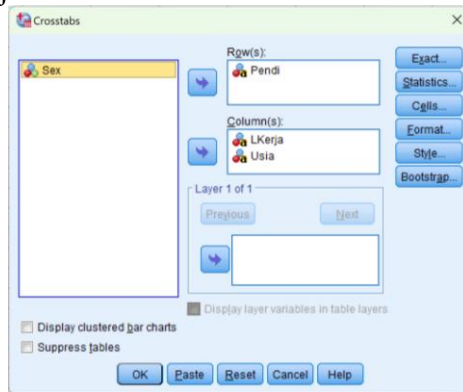 Crosstabs
Sex
Row(s):
Pendi
Column(s):
LKerja
Usia
Layer 1 of 1
Previous
Next
Display layer variables in table layers
Display clustered bar charts
Suppress tables
Exact...
Statistics...
Cells...
Format...
Style...
Bootstrap...
OK Paste Reset Cancel Help